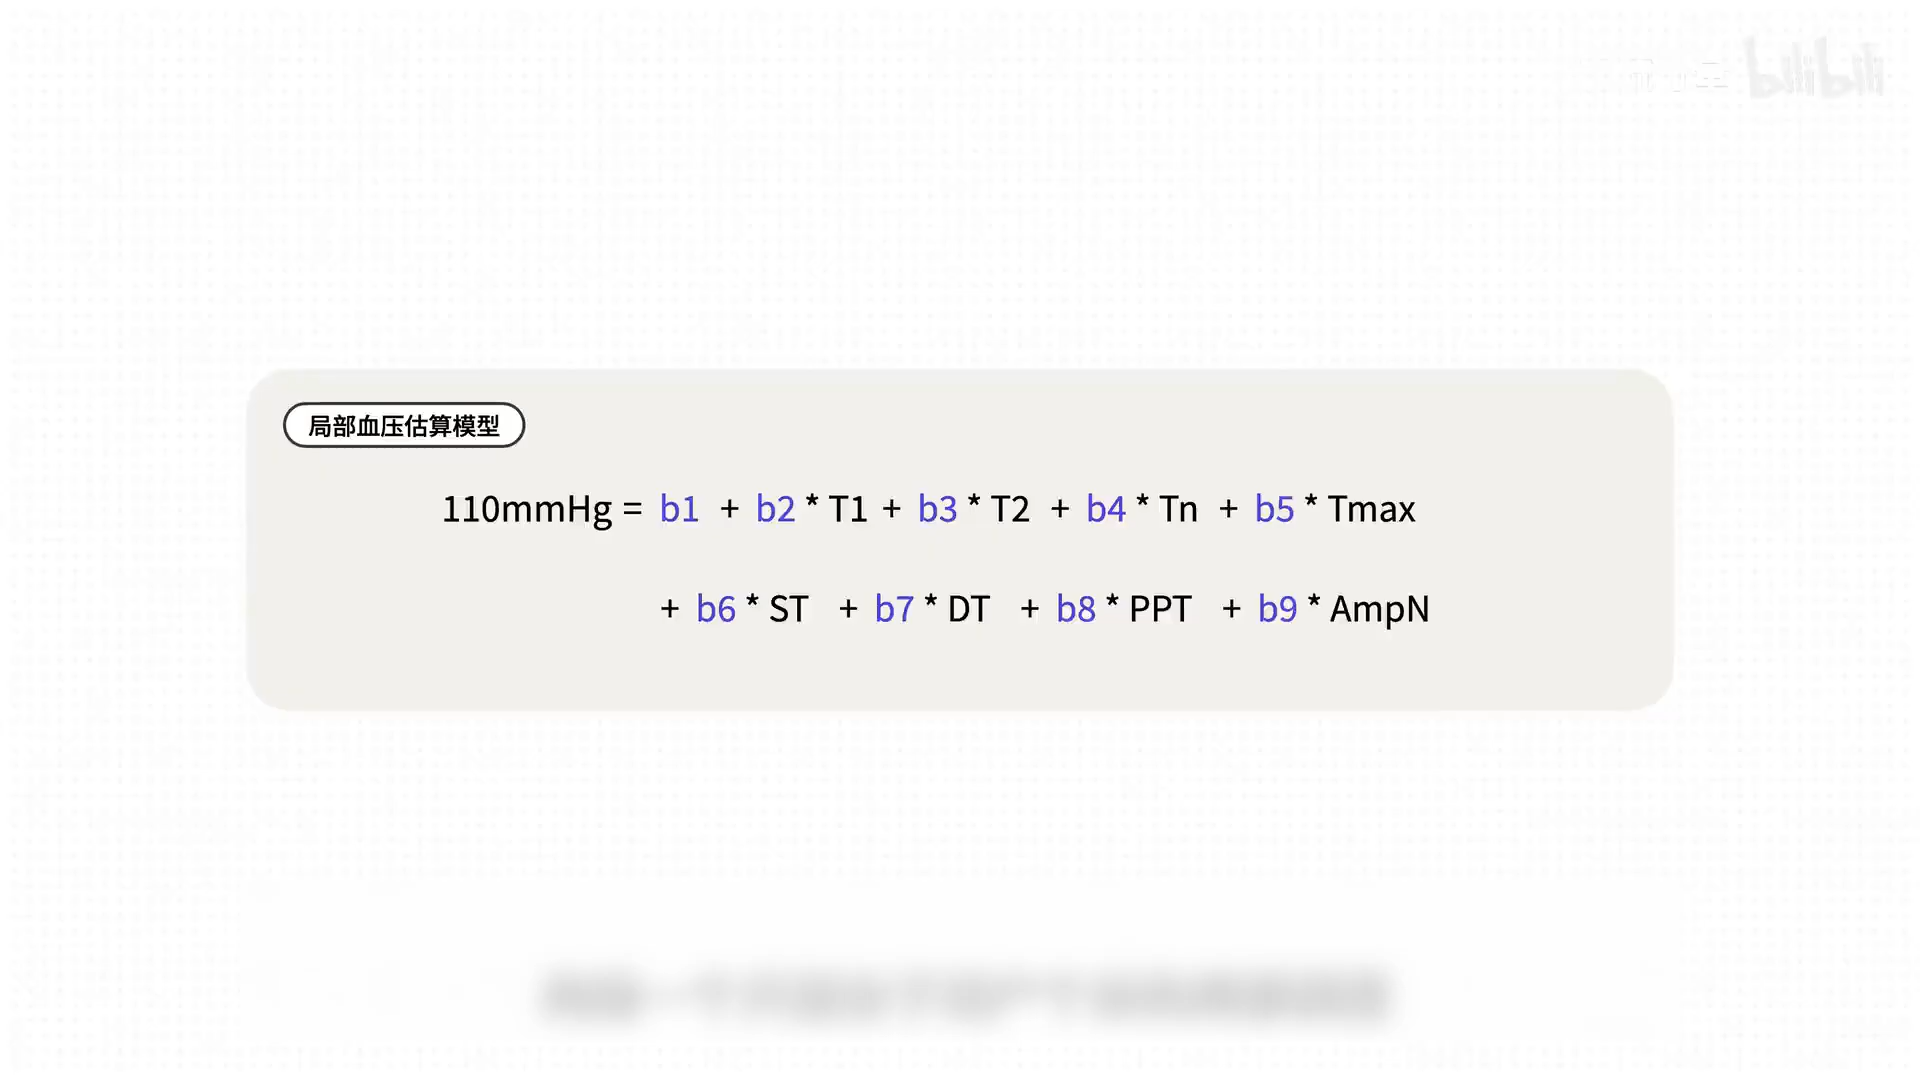 bilibili
局部血压估算模型
110mmHg = b1 + b2 * T1 + b3 * T2 + b4 * Tn + b5 * Tmax
+ b6 * ST + b7 * DT + b8 * PPT + b9 * AmpN